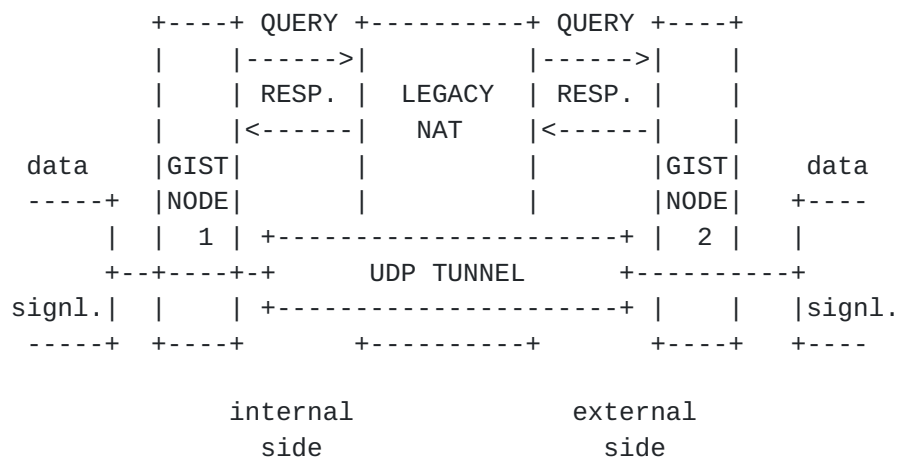 QUERY QUERY
RESP. LEGACY RESP.
NAT
data GIST GIST data
NODE NODE
1 2
UDP TUNNEL
signl. signl.
internal external
side side